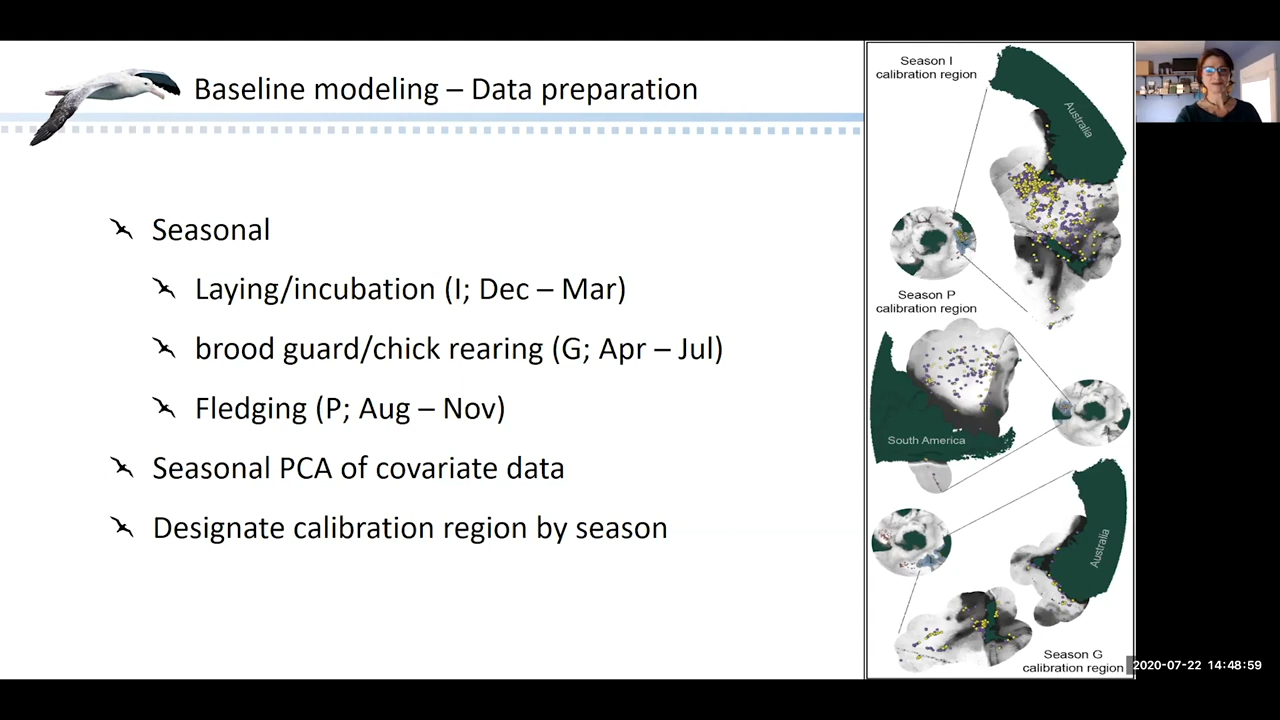 Baseline modeling – Data preparation
Seasonal
Laying/incubation (I; Dec – Mar)
brood guard/chick rearing (G; Apr – Jul)
Fledging (P; Aug – Nov)
Seasonal PCA of covariate data
Designate calibration region by season
Season I
calibration region
Australia
Season P
calibration region
South America
Australia
Season G
calibration region
2020-07-22 14:48:59